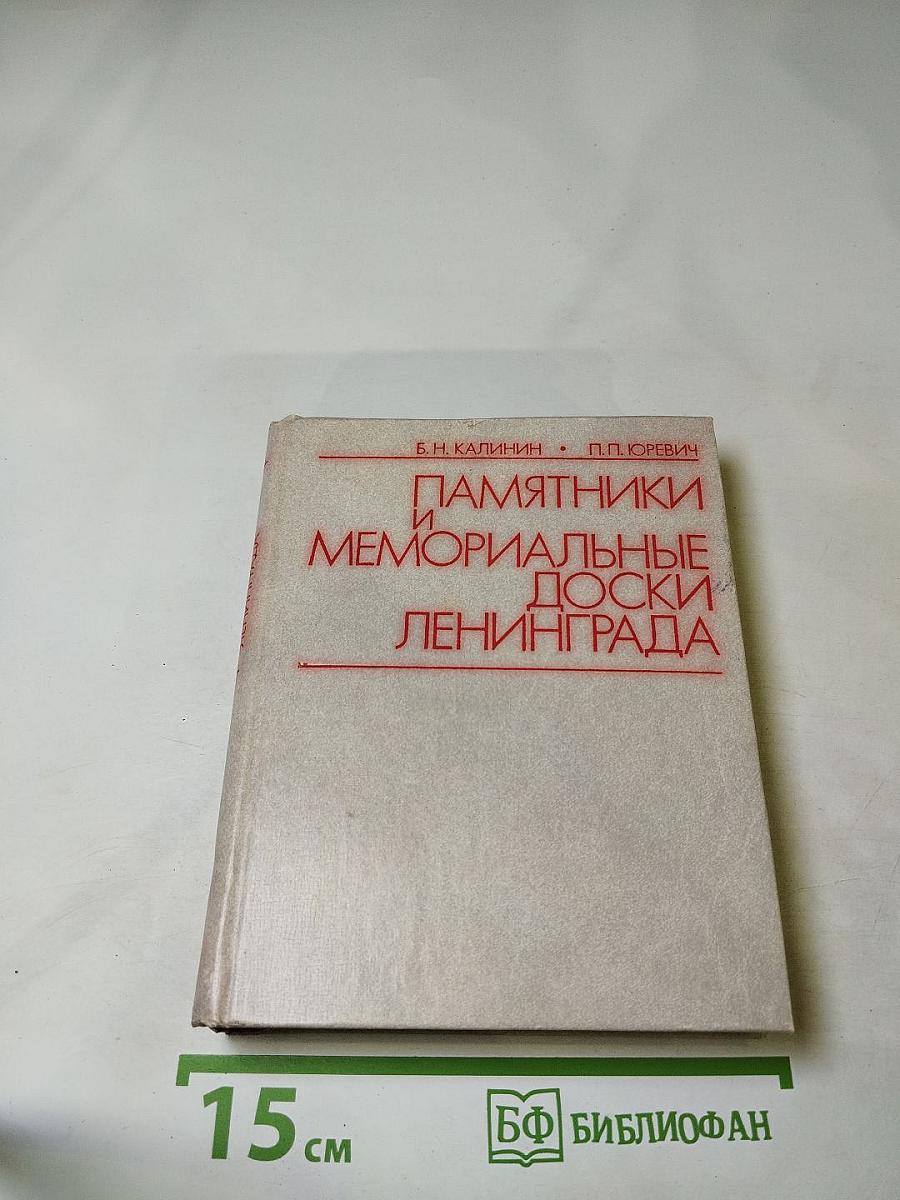 Б. Н. КАЛИНИН • П. П. ЮРЕВИЧ
ПАМЯТНИКИ
И
МЕМОРИАЛЬНЫЕ
ДОСКИ
ЛЕНИНГРАДА
15 см
БФ БИБЛИОФАН